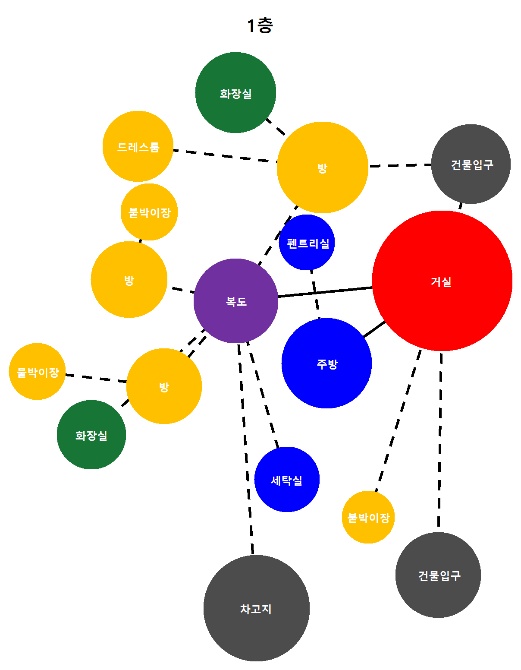 1층
화장실
드레스룸
방
건물입구
붙박이장
펜트리실
방
복도
거실
주방
붙박이장
방
화장실
세탁실
붙박이장
건물입구
차고지